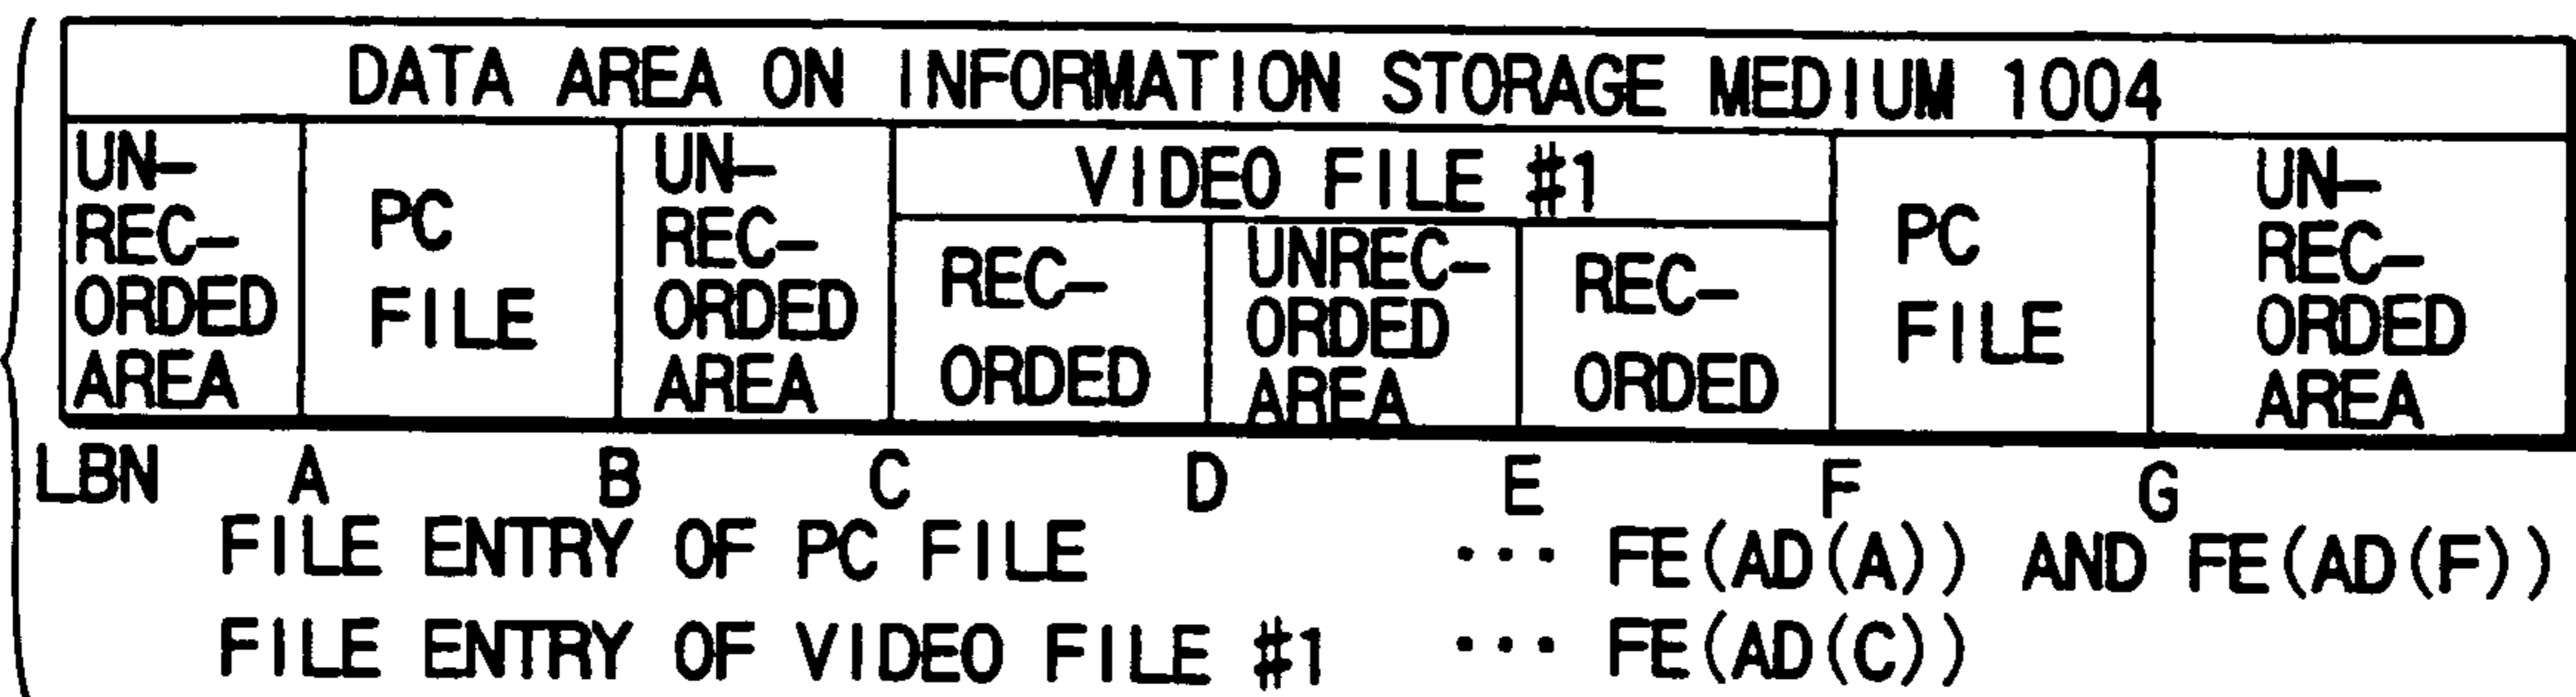 DATA AREA ON INFORMATION STORAGE MEDIUM 1004
UN-
REC-
ORDED
AREA
PC
FILE
UN-
REC-
ORDED
AREA
VIDEO FILE #1
REC-
ORDED
UNREC-
ORDED
AREA
REC-
ORDED
PC
FILE
UN-
REC-
ORDED
AREA
LBN A B C D E F G
FILE ENTRY OF PC FILE ... FE(AD(A)) AND FE(AD(F))
FILE ENTRY OF VIDEO FILE #1 ... FE(AD(C))